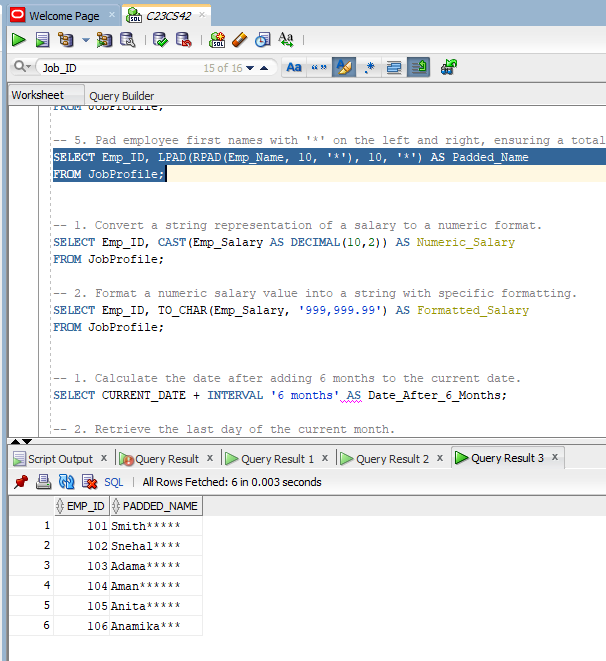 Welcome Page × C23CS42 ×
SQL
Job_ID 15 of 16 Aa “” .*
Worksheet Query Builder
FROM JobProfile;
-- 5. Pad employee first names with '*' on the left and right, ensuring a total
SELECT Emp_ID, LPAD(RPAD(Emp_Name, 10, '*'), 10, '*') AS Padded_Name
FROM JobProfile;
-- 1. Convert a string representation of a salary to a numeric format.
SELECT Emp_ID, CAST(Emp_Salary AS DECIMAL(10,2)) AS Numeric_Salary
FROM JobProfile;
-- 2. Format a numeric salary value into a string with specific formatting.
SELECT Emp_ID, TO_CHAR(Emp_Salary, '999,999.99') AS Formatted_Salary
FROM JobProfile;
-- 1. Calculate the date after adding 6 months to the current date.
SELECT CURRENT_DATE + INTERVAL '6 months' AS Date_After_6_Months;
-- 2. Retrieve the last day of the current month.
Script Output × Query Result × Query Result 1 × Query Result 2 × Query Result 3 ×
SQL | All Rows Fetched: 6 in 0.003 seconds
EMP_ID PADDED_NAME
1 101 Smith*****
2 102 Snehal****
3 103 Adama*****
4 104 Aman******
5 105 Anita*****
6 106 Anamika***